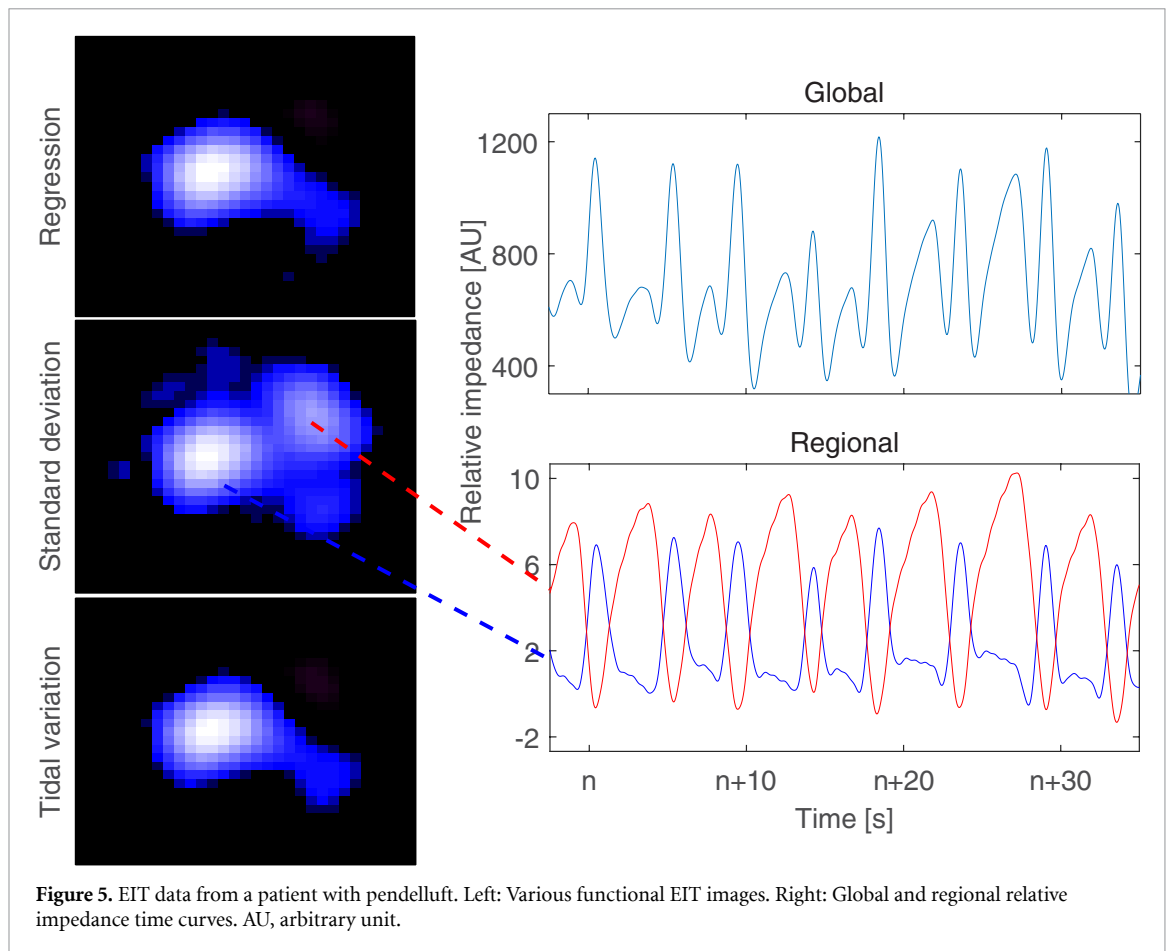 Regression
Standard deviation
Tidal variation
Global
Relative impedance [AU]
1200
800
400
Regional
10
6
2
-2
n
n+10
n+20
n+30
Time [s]
Figure 5. EIT data from a patient with pendelluft. Left: Various functional EIT images. Right: Global and regional relative
impedance time curves. AU, arbitrary unit.